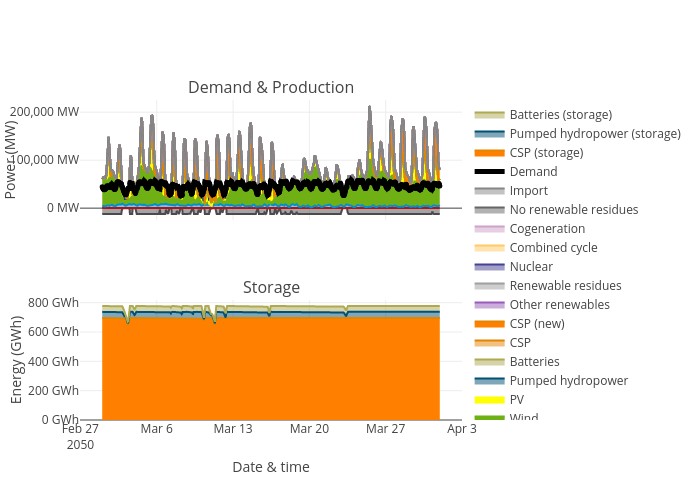 Demand & Production
Power (MW)
200,000 MW
100,000 MW
0 MW
Storage
Energy (GWh)
800 GWh
600 GWh
400 GWh
200 GWh
0 GWh
Feb 27
2050
Mar 6
Mar 13
Mar 20
Mar 27
Apr 3
Date & time
Batteries (storage)
Pumped hydropower (storage)
CSP (storage)
Demand
Import
No renewable residues
Cogeneration
Combined cycle
Nuclear
Renewable residues
Other renewables
CSP (new)
CSP
Batteries
Pumped hydropower
PV
Wind